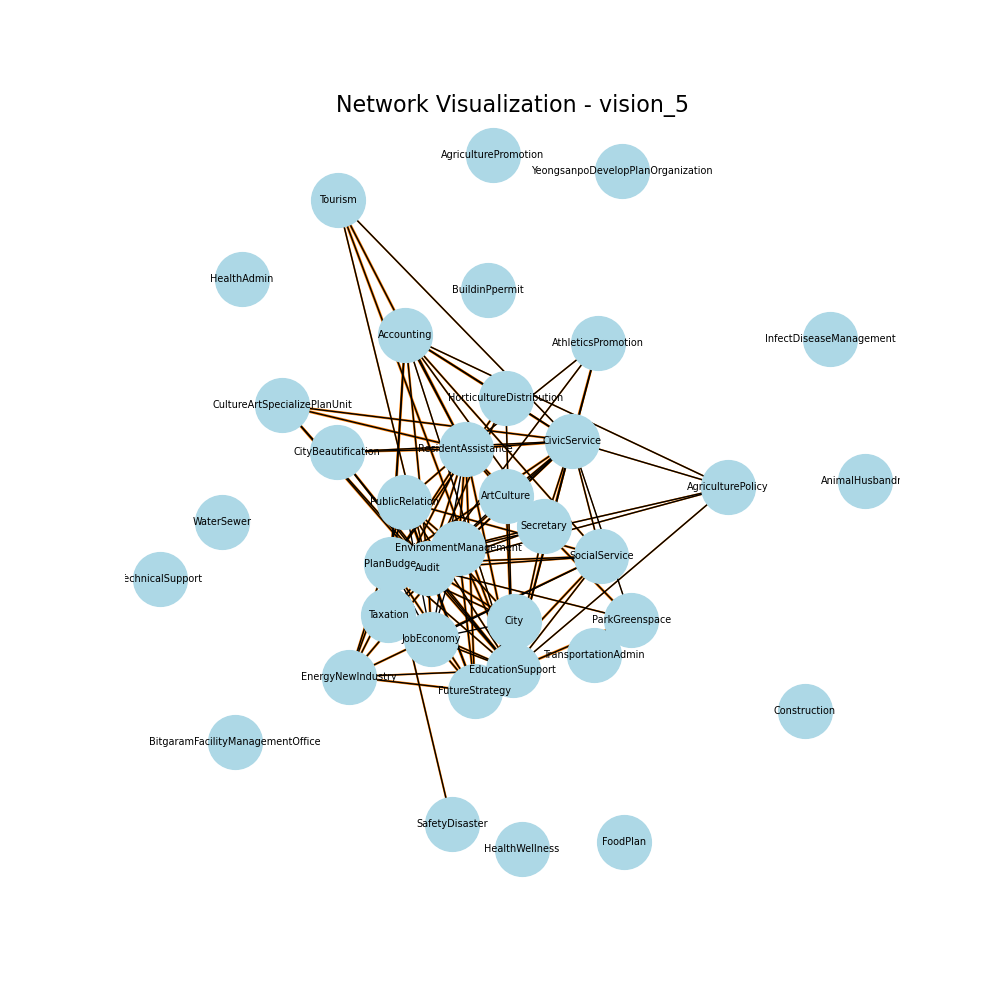 Network Visualization - vision_5
AgriculturePromotion
YeongsanpoDevelopPlanOrganization
Tourism
HealthAdmin
BuildinPpermit
Accounting
AthleticsPromotion
InfectDiseaseManagement
HorticultureDistribution
CultureArtSpecializePlanUnit
CivicService
ResidentAssistance
CityBeautification
AnimalHusbandr
AgriculturePolicy
ArtCulture
PublicRelation
WaterSewer
Secretary
EnvironmentManagement
SocialService
PlanBudge
Audit
echnicalSupport
Taxation
City
ParkGreenspace
JobEconomy
TransportationAdmin
EducationSupport
EnergyNewIndustry
FutureStrategy
Construction
BitgaramFacilityManagementOffice
SafetyDisaster
FoodPlan
HealthWellness